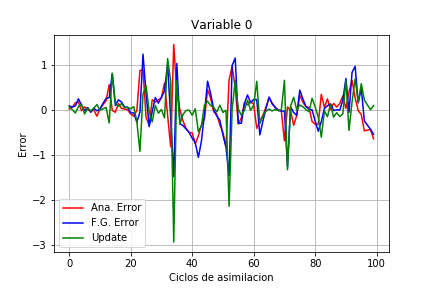 Variable 0
Error
1
0
−1
−2
−3
Ana. Error
F.G. Error
Update
0 20 40 60 80 100
Ciclos de asimilacion